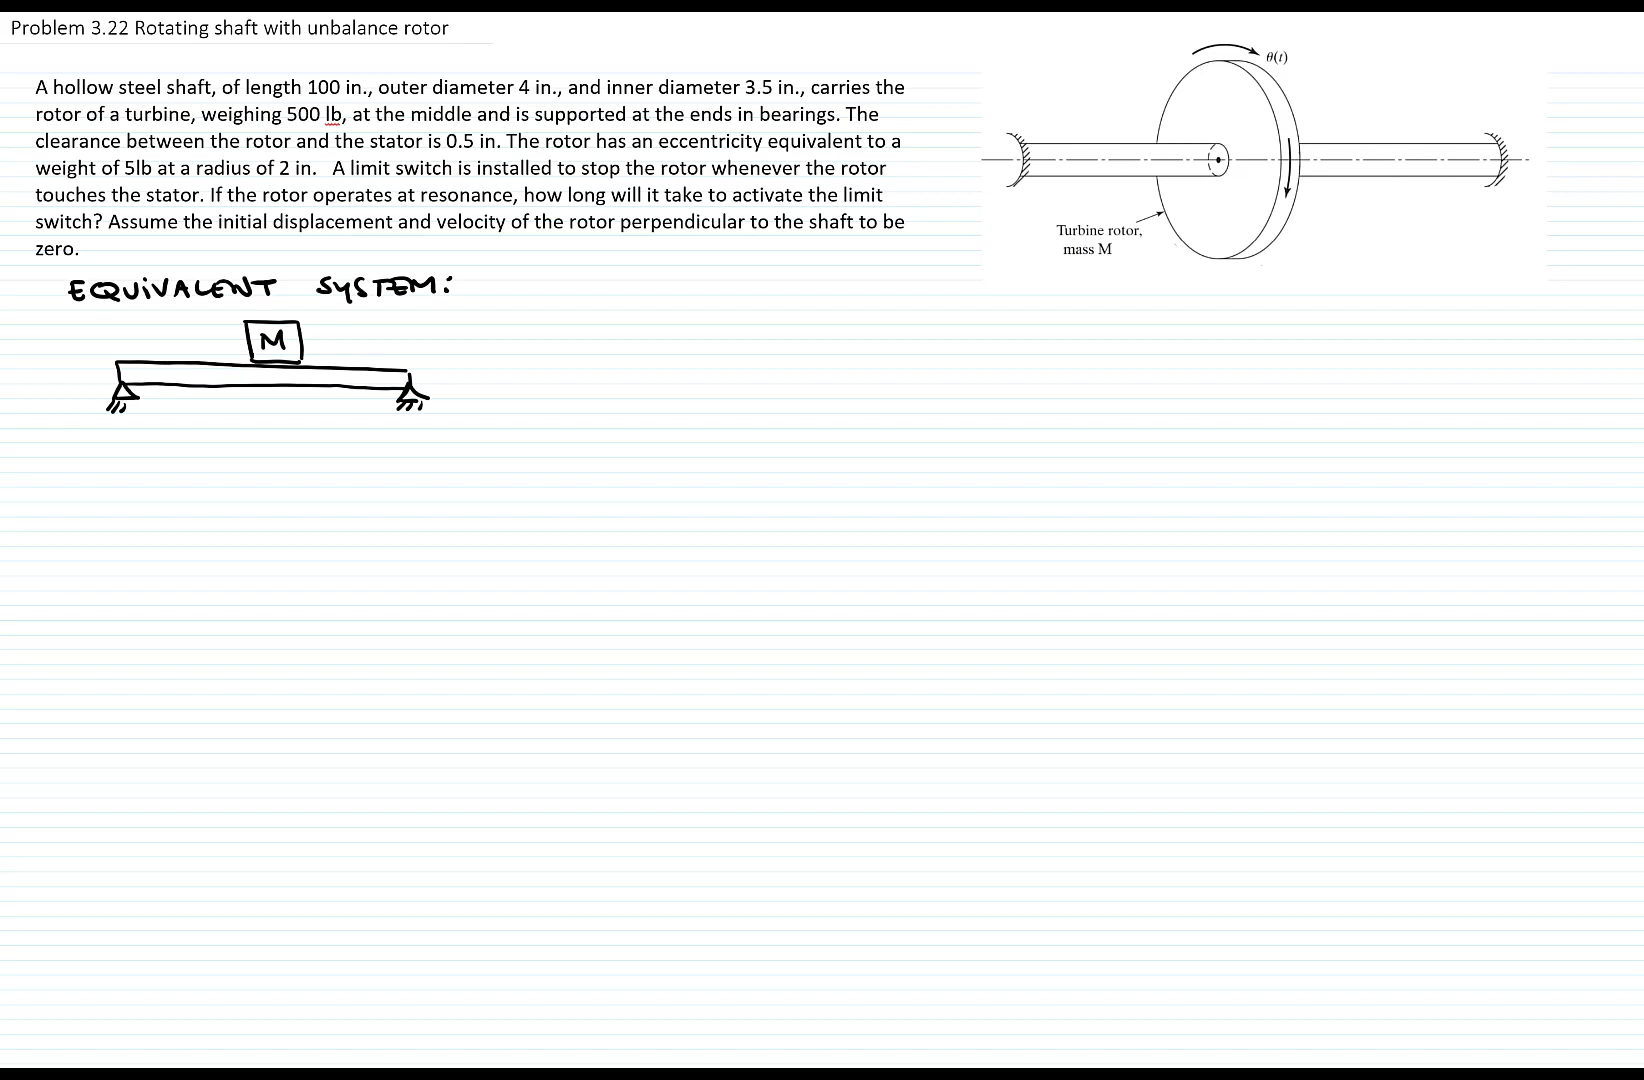 Problem 3.22 Rotating shaft with unbalance rotor
A hollow steel shaft, of length 100 in., outer diameter 4 in., and inner diameter 3.5 in., carries the
rotor of a turbine, weighing 500 lb, at the middle and is supported at the ends in bearings. The
clearance between the rotor and the stator is 0.5 in. The rotor has an eccentricity equivalent to a
weight of 5lb at a radius of 2 in. A limit switch is installed to stop the rotor whenever the rotor
touches the stator. If the rotor operates at resonance, how long will it take to activate the limit
switch? Assume the initial displacement and velocity of the rotor perpendicular to the shaft to be
zero.
θ(t)
Turbine rotor,
mass M
EQUiVALENT SYSTEM:
M